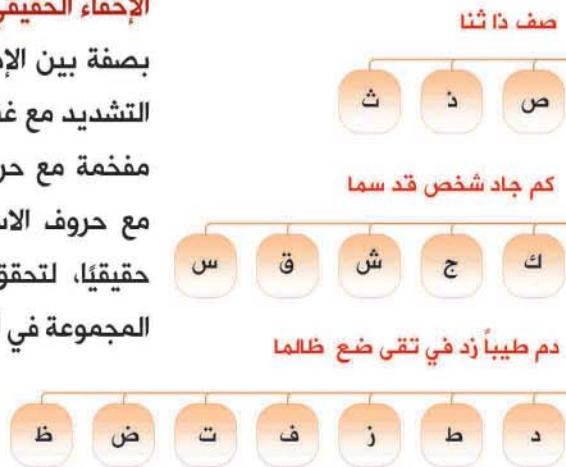 الإخفاء الحقيقي
بصفة بين الإ
التشديد مع غ
مفخمة مع حر
مع حروف الاس
حقيقيًا، لتحقق
المجموعة في أ
صف ذا ثنا
ص ذ ث
كم جاد شخص قد سما
ك ج ش ق س
دم طيباً زد في تقى ضع ظالما
د ط ز ف ت ض ظ